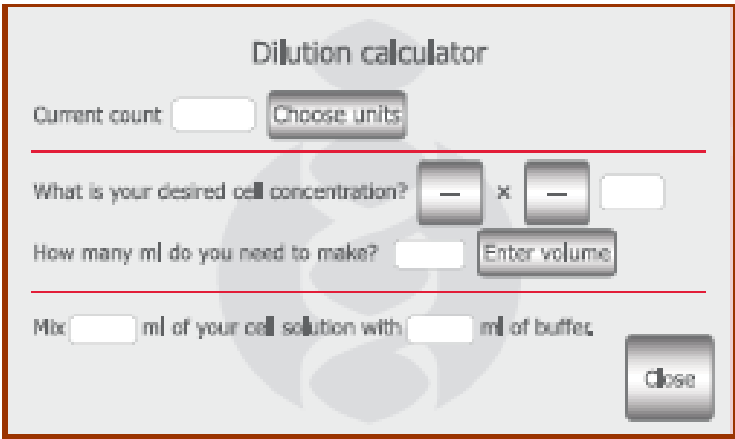 Dilution calculator
Current count Choose units
What is your desired cell concentration? — x —
How many ml do you need to make? Enter volume
Mix ml of your cell solution with ml of buffer.
Close